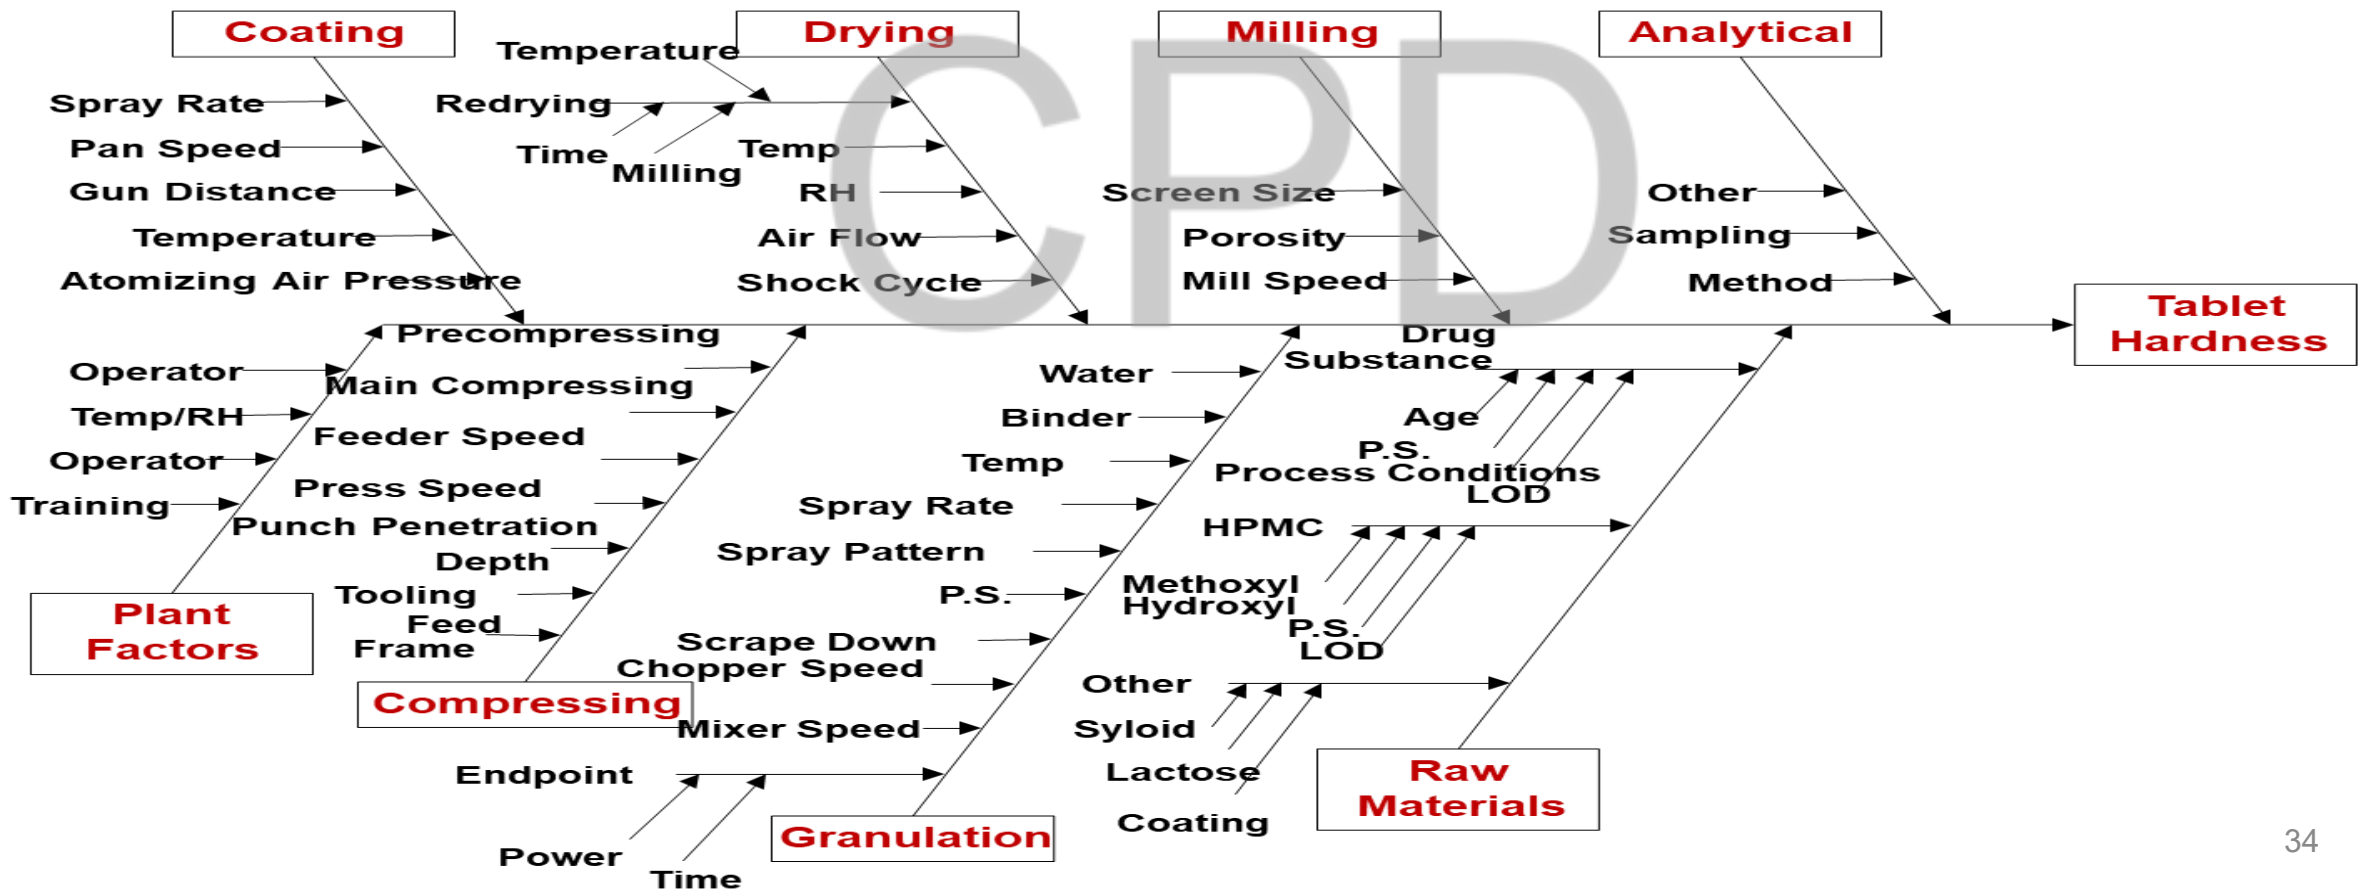 Coating
Drying
Milling
Analytical
CPD
Temperature
Spray Rate
Redrying
Pan Speed
Time
Milling
Temp
Gun Distance
RH
Screen Size
Other
Temperature
Air Flow
Porosity
Sampling
Atomizing Air Pressure
Shock Cycle
Mill Speed
Method
Tablet
Hardness
Precompressing
Drug
Substance
Operator
Main Compressing
Water
Temp/RH
Binder
Age
Feeder Speed
P.S.
Operator
Temp
Process Conditions
Press Speed
LOD
Training
Spray Rate
Punch Penetration
Depth
HPMC
Spray Pattern
Methoxyl
Hydroxyl
Tooling
P.S.
Feed
Frame
P.S.
LOD
Plant
Factors
Scrape Down
Chopper Speed
Other
Compressing
Mixer Speed
Syloid
Endpoint
Lactose
Raw
Materials
Coating
Granulation
Power
Time
34